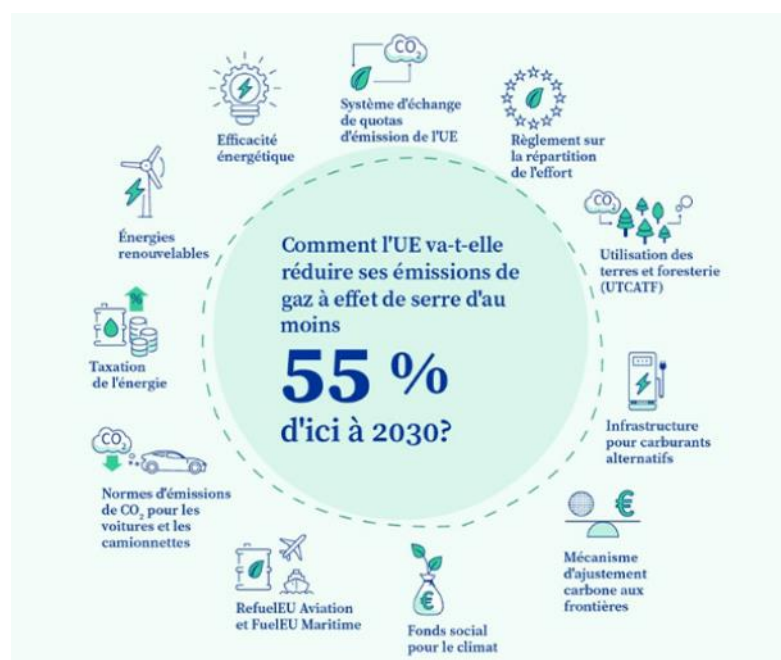 CO₂
Système d'échange
de quotas
d'émission de l'UE
Règlement sur
la répartition
de l'effort
CO₂
Utilisation des
terres et foresterie
(UTCATF)
Infrastructure
pour carburants
alternatifs
€
Mécanisme
d'ajustement
carbone aux
frontières
€
Fonds social
pour le climat
RefuelEU Aviation
et FuelEU Maritime
CO₂
Normes d'émissions
de CO₂ pour les
voitures et les
camionnettes
%
Taxation
de l'énergie
Énergies
renouvelables
Efficacité
énergétique
Comment l'UE va-t-elle
réduire ses émissions de
gaz à effet de serre d'au
moins
55 %
d'ici à 2030?